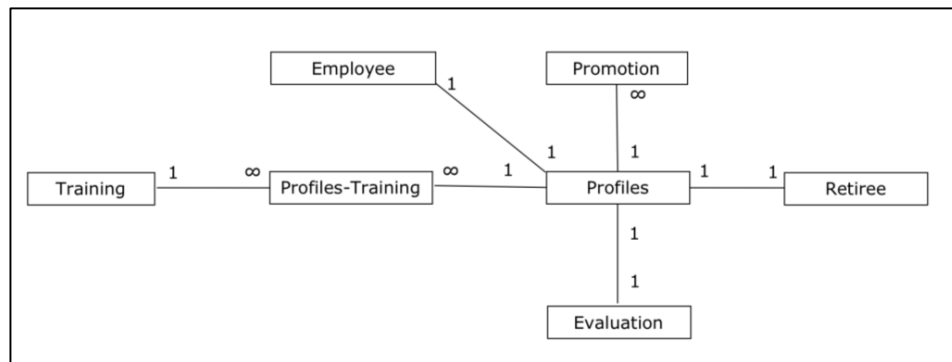 Employee
Promotion
1
∞
1
1
Training
1
∞
Profiles-Training
∞
1
Profiles
1
1
Retiree
1
1
Evaluation